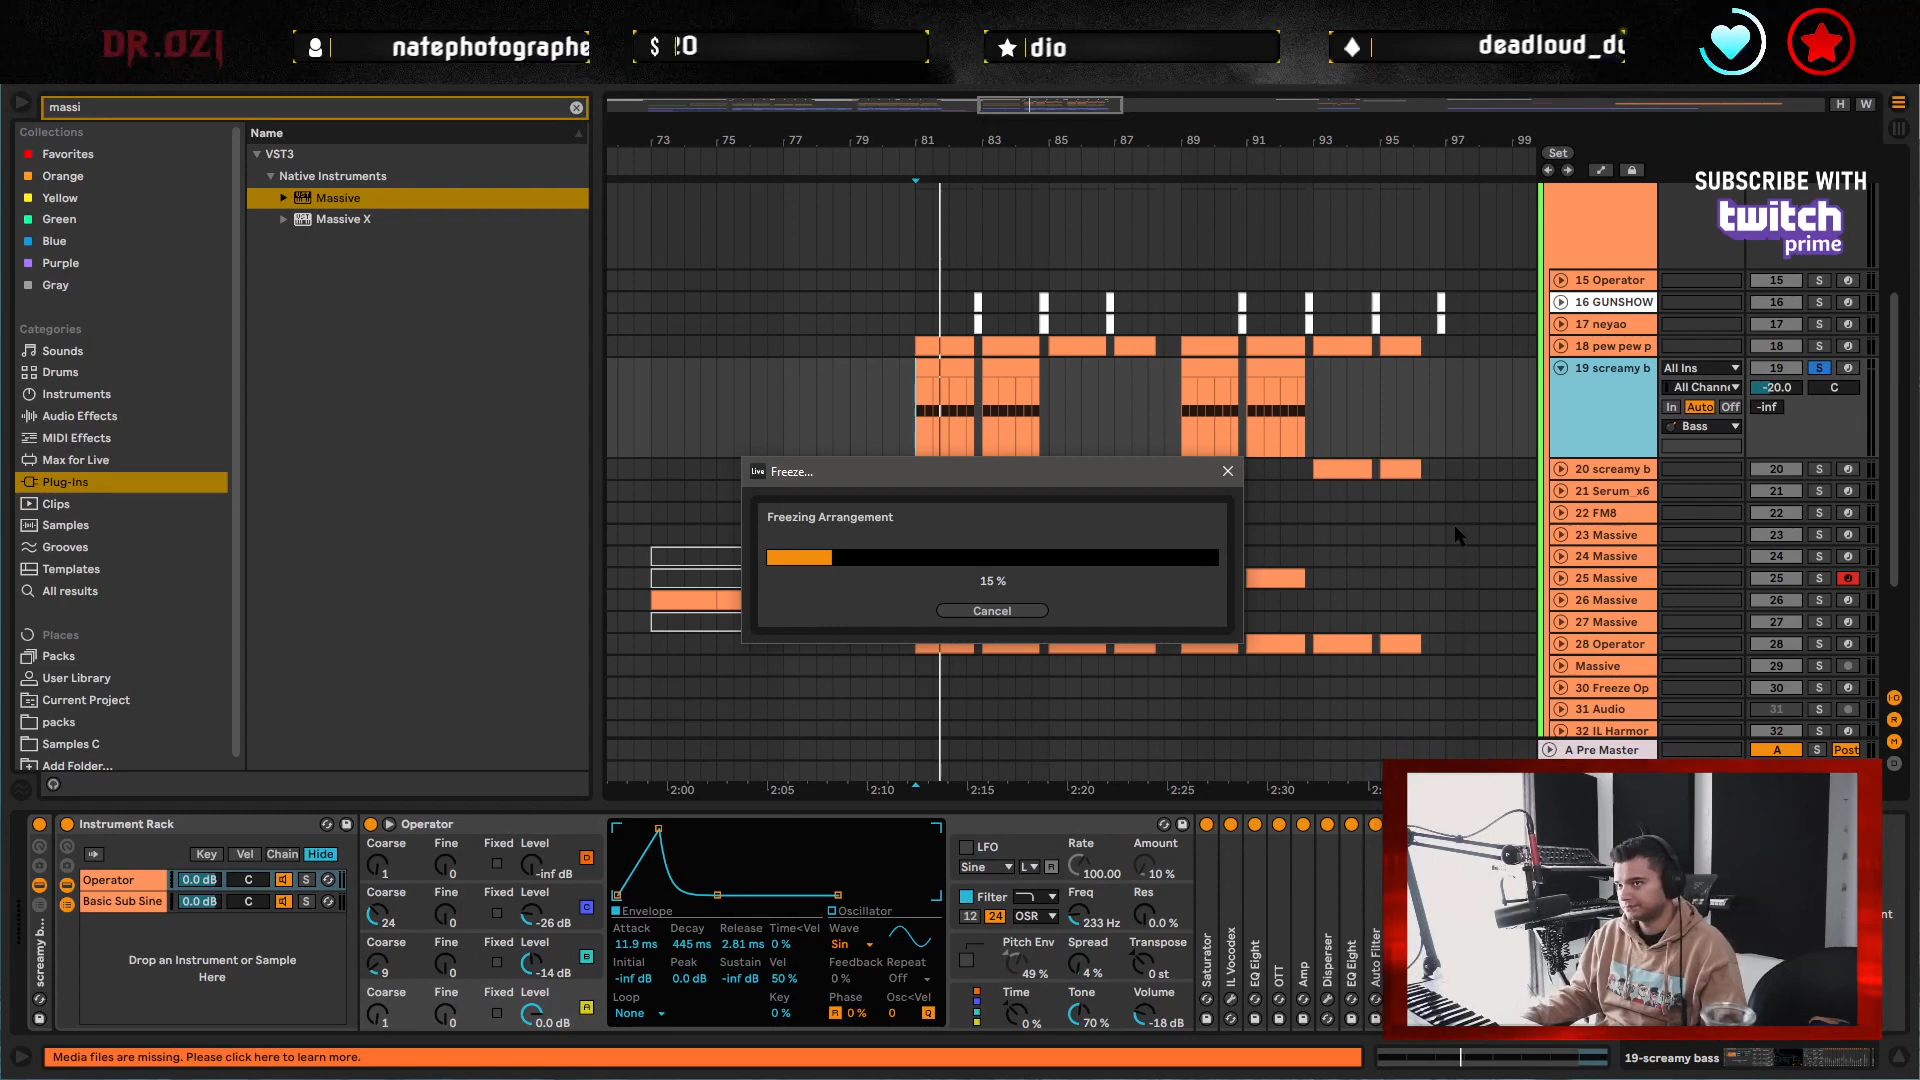 DR.OZI
natephotographe
$ 20
dio
deadloud_du
massi
H W
Collections
Name
Favorites
VST3
Orange
Native Instruments
Yellow
Massive
Green
Massive X
Blue
Purple
Gray
Categories
Sounds
Drums
Instruments
Audio Effects
MIDI Effects
Max for Live
Plug-Ins
Clips
Samples
Grooves
Templates
All results
Places
Packs
User Library
Current Project
packs
Samples C
Add Folder...
73 75 77 79 81 83 85 87 89 91 93 95 97 99
Set
SUBSCRIBE WITH
twitch
prime
15 Operator 15 S
16 GUNSHOW 16 S
17 neyao 17 S
18 pew pew p 18 S
19 screamy b All Ins 19 S
All Channe -20.0 C
In Auto Off -inf
Bass
20 screamy b 20 S
21 Serum_x6 21 S
22 FM8 22 S
23 Massive 23 S
24 Massive 24 S
25 Massive 25 S
26 Massive 26 S
27 Massive 27 S
28 Operator 28 S
Massive 29 S
30 Freeze Op 30 S
31 Audio 31 S
32 IL Harmor 32 S
A Pre Master A S Post
Live Freeze...
Freezing Arrangement
15 %
Cancel
2:00 2:05 2:10 2:15 2:20 2:25 2:30
Instrument Rack
Key Vel Chain Hide
Operator 0.0 dB C S
Basic Sub Sine 0.0 dB C S
Drop an Instrument or Sample
Here
screamy b...
Operator
Coarse Fine Fixed Level
1 0 -inf dB D
Coarse Fine Fixed Level
24 0 -26 dB C
Coarse Fine Fixed Level
9 0 -14 dB B
Coarse Fine Fixed Level
1 0 0.0 dB A
Envelope Oscillator
Attack Decay Release Time<Vel Wave
11.9 ms 445 ms 2.81 ms 0 % Sin
Initial Peak Sustain Vel Feedback Repeat
-inf dB 0.0 dB -inf dB 50 % 0 % Off
Loop Key Phase Osc<Vel
None 0 % R 0 % 0 Q
LFO Rate Amount
Sine L R 100.00 10 %
Filter Freq Res
12 24 OSR 233 Hz 0.0 %
Pitch Env Spread Transpose
49 % 4 % 0 st
Time Tone Volume
0 % 70 % -18 dB
Saturator
IL Vocodex
EQ Eight
OTT
Amp
Disperser
EQ Eight
Auto Filter
Media files are missing. Please click here to learn more.
19-screamy bass